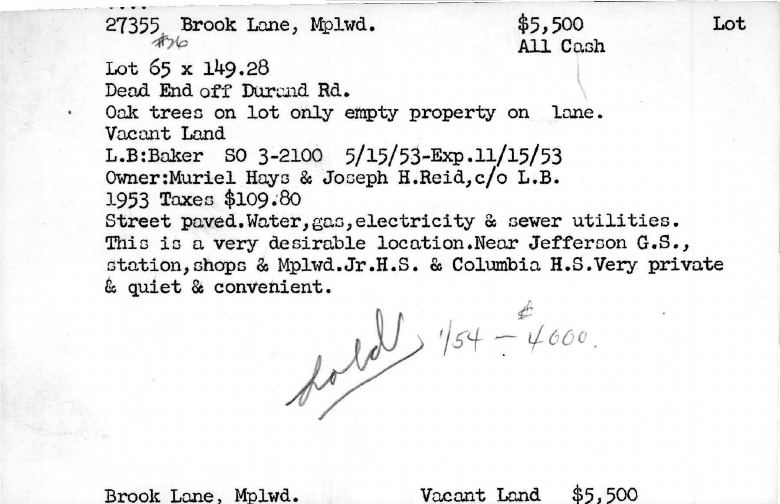 27355 Brook Lane, Mplwd. $5,500 Lot
#36 All Cash
Lot 65 x 149.28
Dead End off Durand Rd.
Oak trees on lot only empty property on lane.
Vacant Land
L.B:Baker SO 3-2100 5/15/53-Exp.11/15/53
Owner:Muriel Hays & Joseph H.Reid,c/o L.B.
1953 Taxes $109.80
Street paved.Water,gas,electricity & sewer utilities.
This is a very desirable location.Near Jefferson G.S.,
station,shops & Mplwd.Jr.H.S. & Columbia H.S.Very private
& quiet & convenient.
Sold 1/54 - $4000.
Brook Lane, Mplwd. Vacant Land $5,500